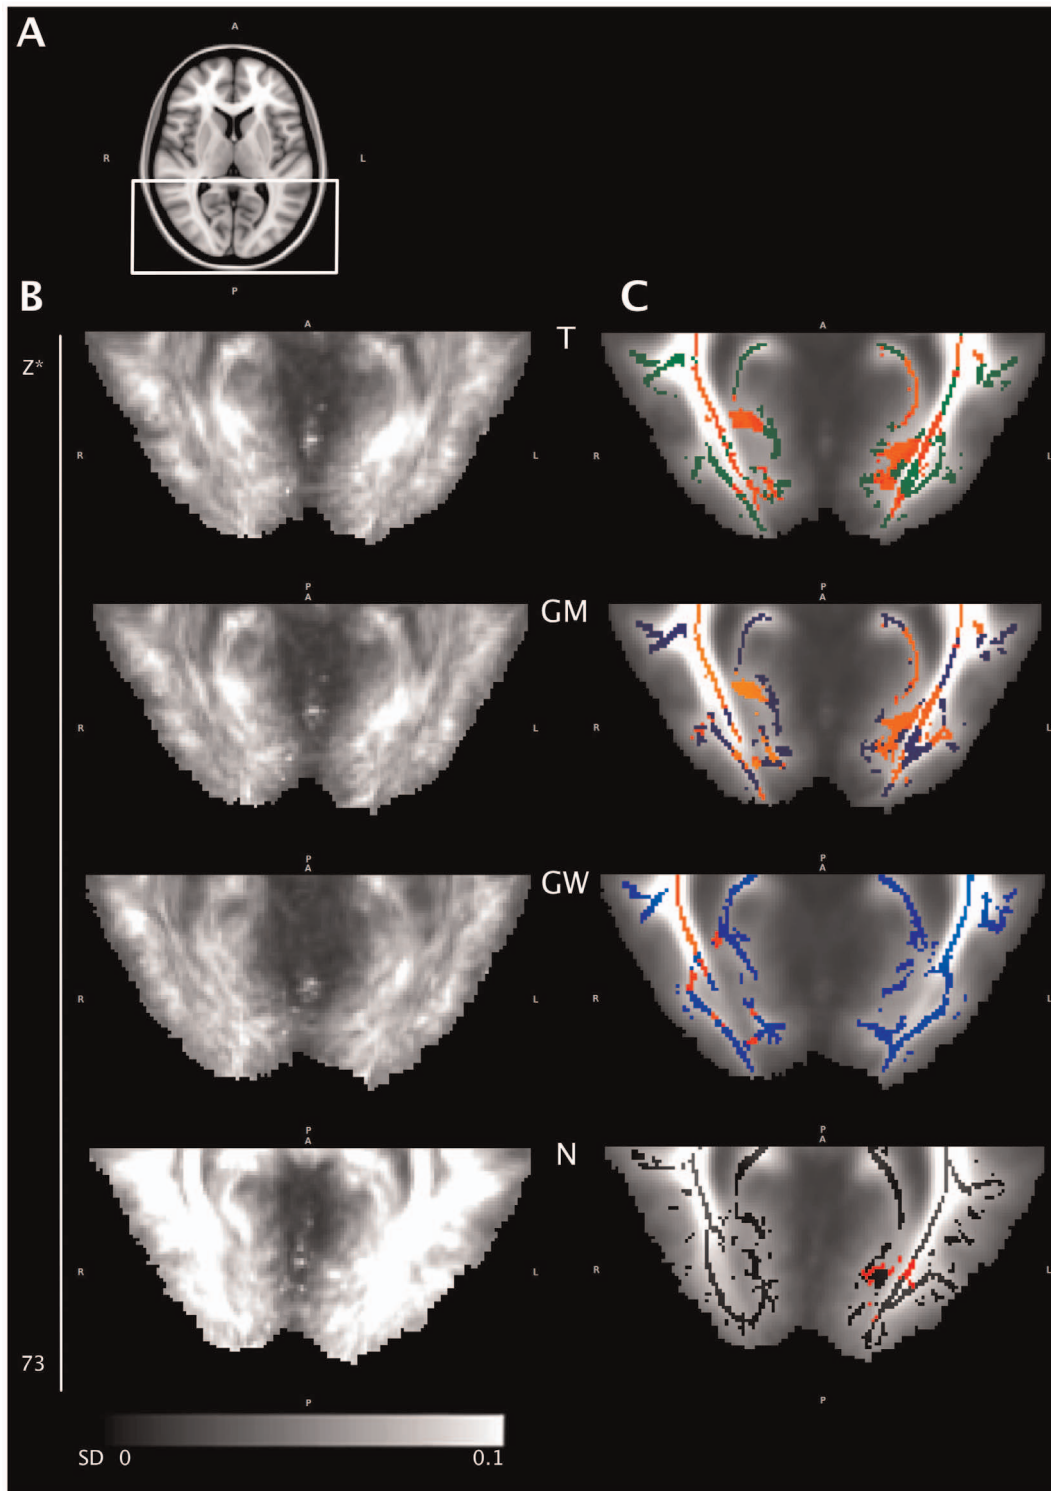 A
A
R L
P
B C
A T A
Z*
R L R L
P GM P
A A
R L R L
P GW P
A A
R L R L
P N P
A A
R L R L
73
P P
SD 0 0.1